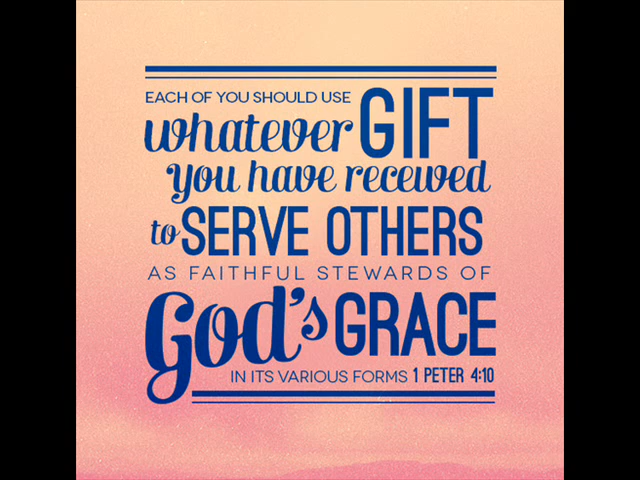 EACH OF YOU SHOULD USE
whatever GIFT
you have received
to SERVE OTHERS
AS FAITHFUL STEWARDS OF
God's GRACE
IN ITS VARIOUS FORMS 1 PETER 4:10